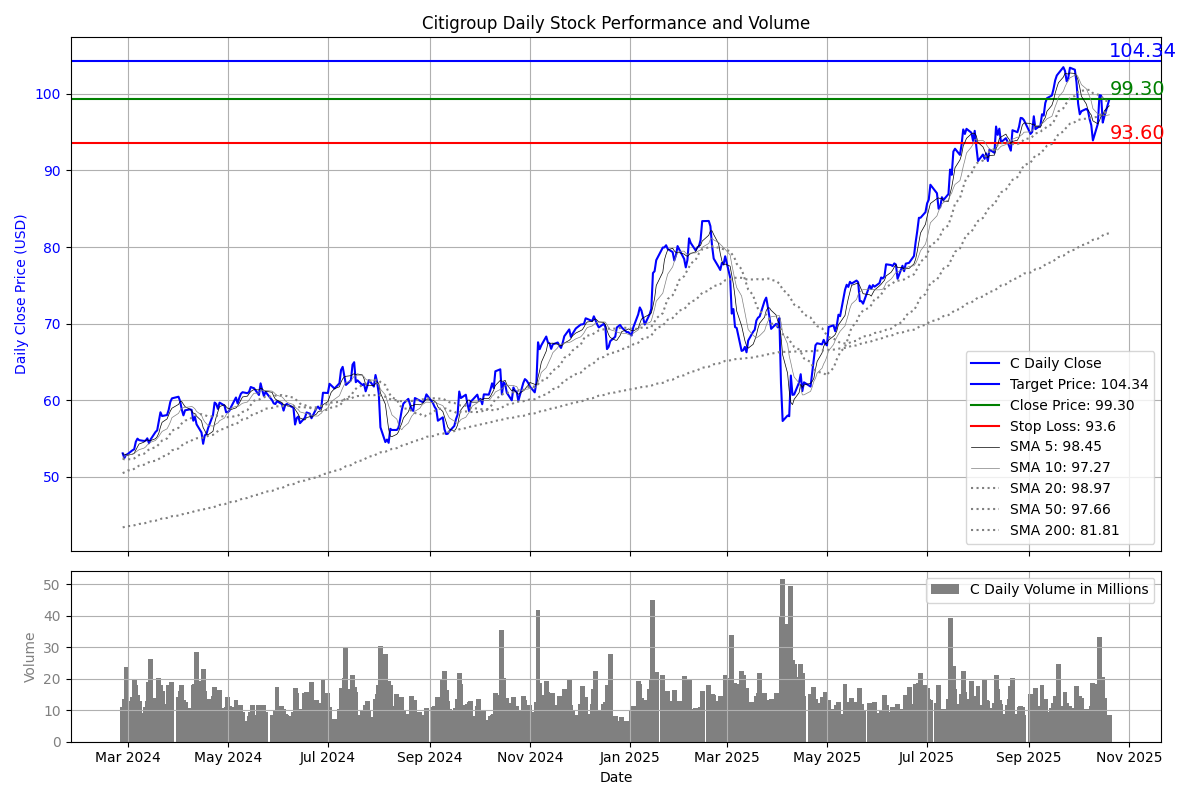 Citigroup Daily Stock Performance and Volume
104.34
99.30
93.60
100
90
80
70
60
50
Daily Close Price (USD)
C Daily Close
Target Price: 104.34
Close Price: 99.30
Stop Loss: 93.6
SMA 5: 98.45
SMA 10: 97.27
SMA 20: 98.97
SMA 50: 97.66
SMA 200: 81.81
50
40
30
20
10
0
Volume
C Daily Volume in Millions
Mar 2024 May 2024 Jul 2024 Sep 2024 Nov 2024 Jan 2025 Mar 2025 May 2025 Jul 2025 Sep 2025 Nov 2025
Date